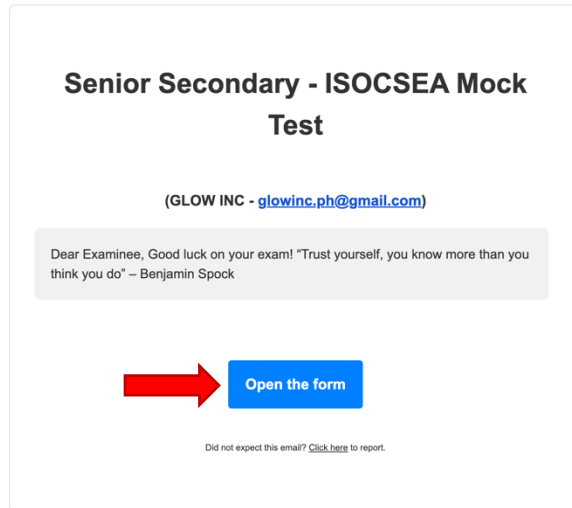 Senior Secondary - ISOCSEA Mock
Test
(GLOW INC - glowinc.ph@gmail.com)
Dear Examinee, Good luck on your exam! “Trust yourself, you know more than you
think you do” – Benjamin Spock
Open the form
Did not expect this email? Click here to report.